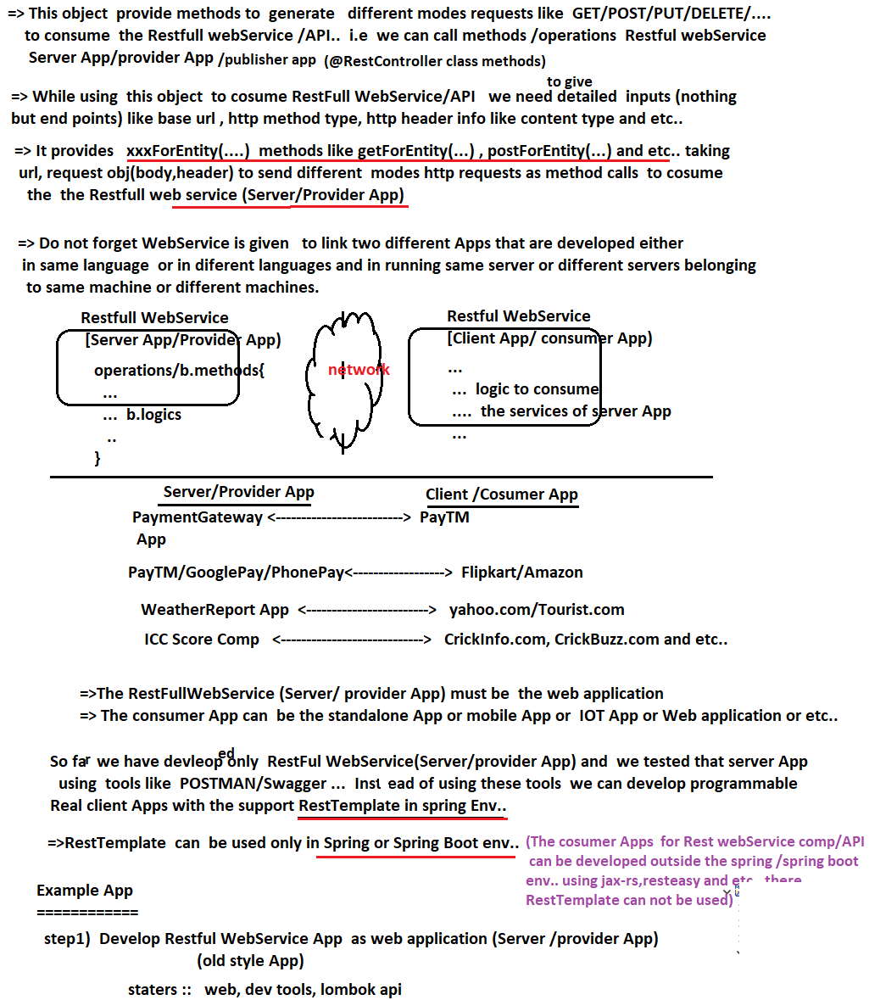 => This object  provide methods to  generate   different modes requests like  GET/POST/PUT/DELETE/....
to consume  the Restfull webService /API..  i.e  we can call methods /operations  Restful webService
Server App/provider App /publisher app  (@RestController class methods)
to give
=> While using  this object  to cosume RestFull WebService/API   we need detailed  inputs (nothing
but end points) like base url , http method type, http header info like content type and etc..
=> It provides   xxxForEntity(....)  methods like getForEntity(...) , postForEntity(...) and etc.. taking
url, request obj(body,header) to send different  modes http requests as method calls  to cosume
the  the Restfull web service (Server/Provider App)
=> Do not forget WebService is given   to link two different Apps that are developed either
in same language  or in diferent languages and in running same server or different servers belonging
to same machine or different machines.
Restfull WebService
[Server App/Provider App)
operations/b.methods{
...
...  b.logics
..
}
network
Restful WebService
[Client App/ consumer App)
...
...  logic to consume
....  the services of server App
...
Server/Provider App
Client /Cosumer App
PaymentGateway <-------------------------->  PayTM
App
PayTM/GooglePay/PhonePay<------------------->  Flipkart/Amazon
WeatherReport App  <------------------------->   yahoo.com/Tourist.com
ICC Score Comp   <----------------------------->   CrickInfo.com, CrickBuzz.com and etc..
=>The RestFullWebService (Server/ provider App) must be  the web application
=> The consumer App can  be the standalone App or mobile App or  IOT App or Web application or etc..
ed
So far  we have devleop only  RestFul WebService(Server/provider App) and  we tested that server App
using  tools like  POSTMAN/Swagger ...  Inst ead of using these tools  we can develop programmable
Real client Apps with the support RestTemplate in spring Env..
=>RestTemplate  can  be used only in Spring or Spring Boot env..
(The cosumer Apps  for Rest webService comp/API
can be developed outside the spring /spring boot
env.. using jax-rs,resteasy and etc.. there
RestTemplate can not be used)
Example App
============
step1)  Develop Restful WebService App  as web application (Server /provider App)
(old style App)
staters ::   web, dev tools, lombok api